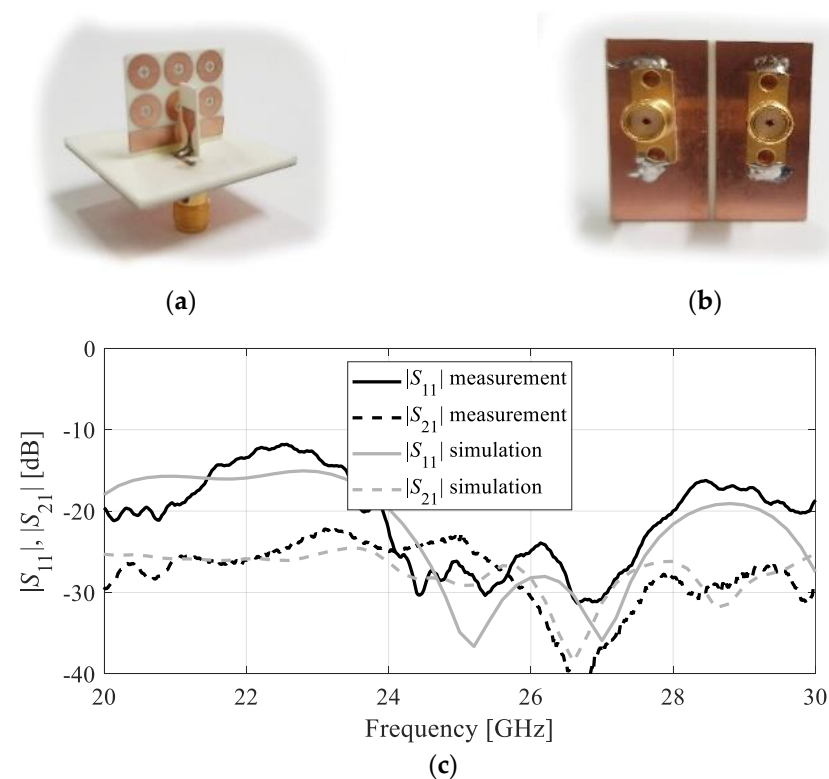 (a)
(b)
|S11| measurement
|S21| measurement
|S11| simulation
|S21| simulation
|S11|, |S21| [dB]
0
-10
-20
-30
-40
20
22
24
26
28
30
Frequency [GHz]
(c)